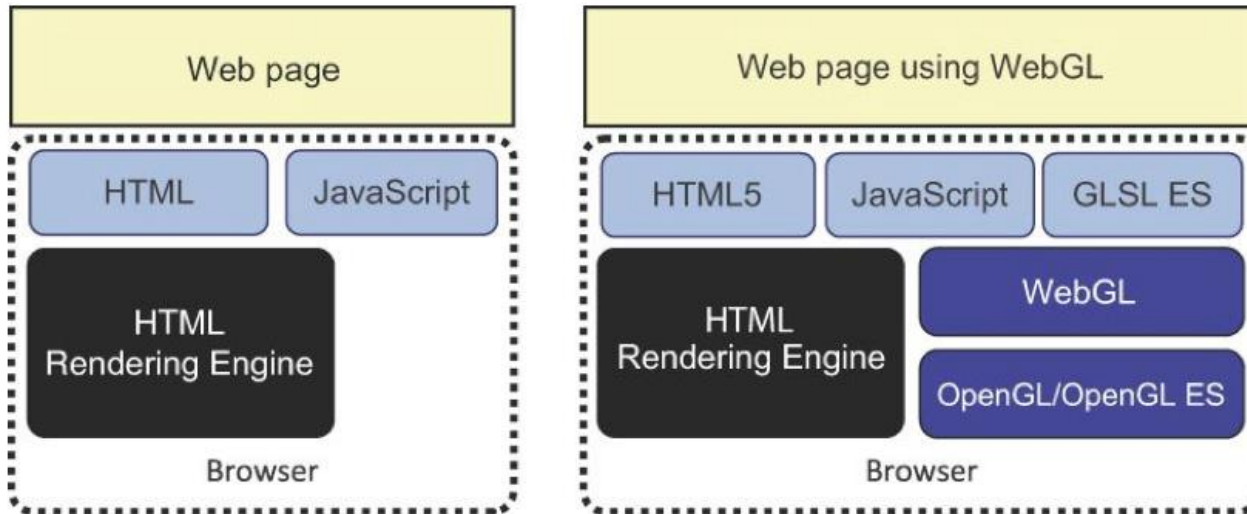 Web page
HTML
JavaScript
HTML
Rendering Engine
Browser
Web page using WebGL
HTML5
JavaScript
GLSL ES
HTML
Rendering Engine
WebGL
OpenGL/OpenGL ES
Browser